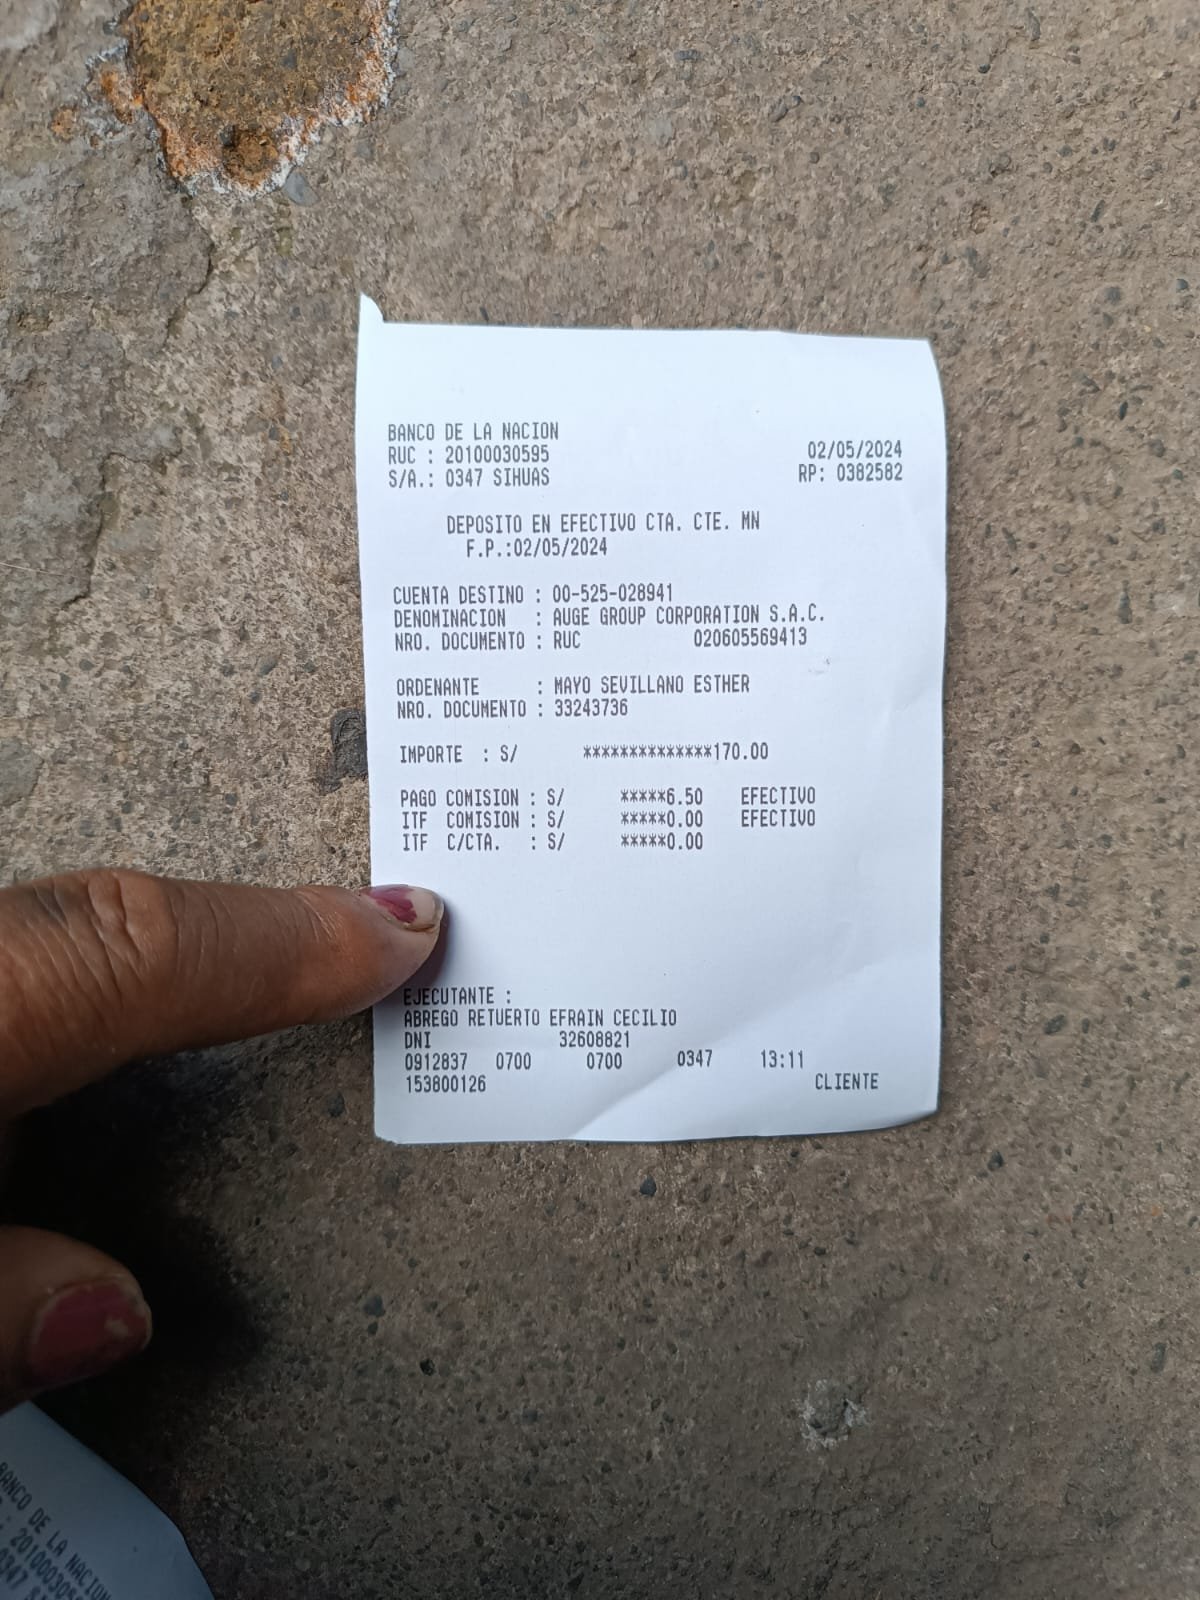 BANCO DE LA NACION
RUC : 20100030595 02/05/2024
S/A.: 0347 SIHUAS RP: 0382582
DEPOSITO EN EFECTIVO CTA. CTE. MN
F.P.:02/05/2024
CUENTA DESTINO : 00-525-028941
DENOMINACION : AUGE GROUP CORPORATION S.A.C.
NRO. DOCUMENTO : RUC 020605569413
ORDENANTE : MAYO SEVILLANO ESTHER
NRO. DOCUMENTO : 33243736
IMPORTE : S/ **************170.00
PAGO COMISION : S/ *****6.50 EFECTIVO
ITF COMISION : S/ *****0.00 EFECTIVO
ITF C/CTA. : S/ *****0.00
EJECUTANTE :
ABREGO RETUERTO EFRAIN CECILIO
DNI 32608821
0912837 0700 0700 0347 13:11
153800126 CLIENTE
BANCO DE LA NACION